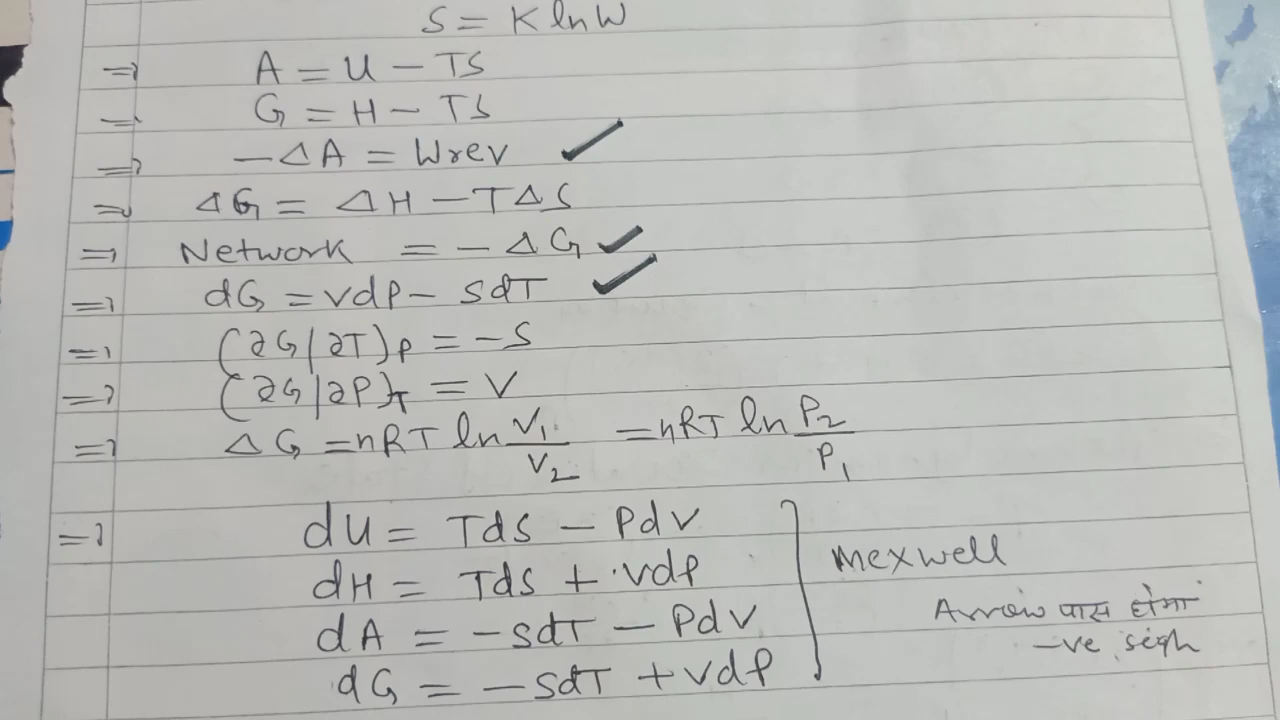 S = K ln W
=> A = U - TS
=> G = H - TS
=> -ΔA = Wrev ✓
=> ΔG = ΔH - TΔS
=> Network = - ΔG ✓
=> dG = vdp - SdT ✓
=> (∂G/∂T)p = -S
=> (∂G/∂P)T = V
=> ΔG = nRT ln V1/V2 = nRT ln P2/P1
=> dU = Tds - Pdv
dH = Tds + vdp
dA = -sdT - Pdv
dG = -sdT + vdp
Mexwell
Arrow पास होगा
-ve sigh